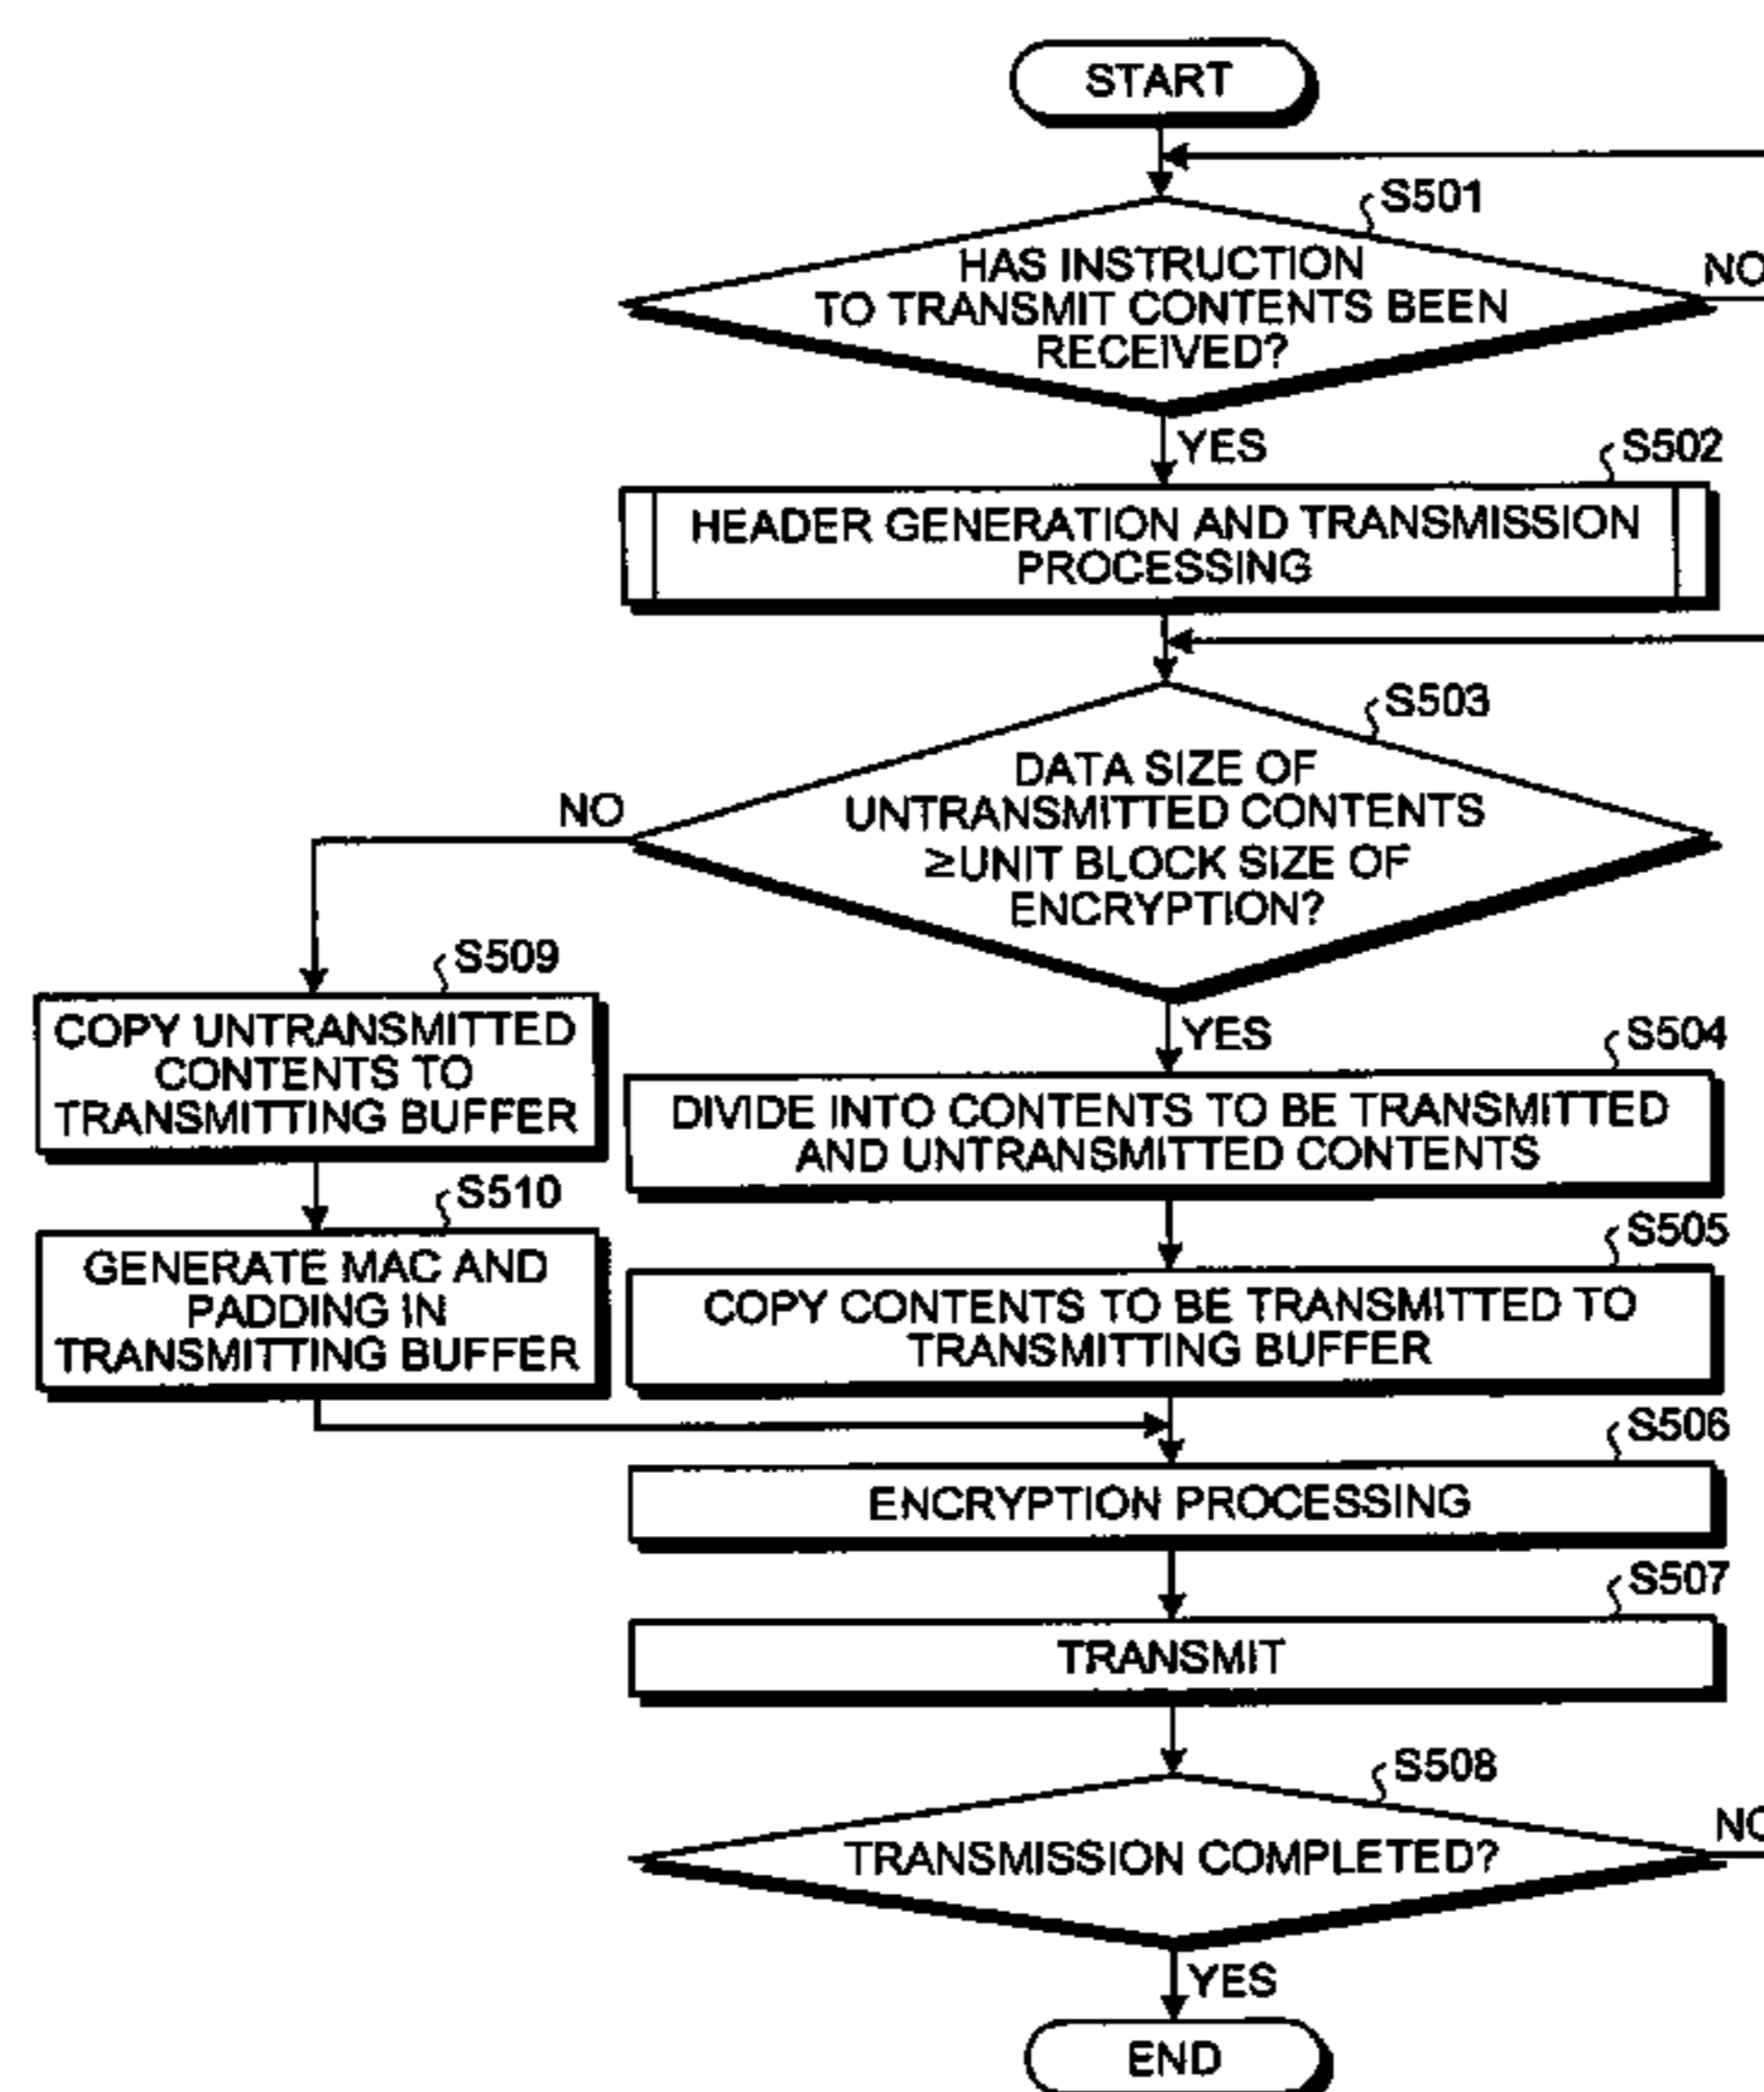 START
S501
HAS INSTRUCTION
TO TRANSMIT CONTENTS BEEN
RECEIVED?
NO
YES
S502
HEADER GENERATION AND TRANSMISSION
PROCESSING
S503
DATA SIZE OF
UNTRANSMITTED CONTENTS
≥UNIT BLOCK SIZE OF
ENCRYPTION?
NO
YES
S509
COPY UNTRANSMITTED
CONTENTS TO
TRANSMITTING BUFFER
S504
DIVIDE INTO CONTENTS TO BE TRANSMITTED
AND UNTRANSMITTED CONTENTS
S510
GENERATE MAC AND
PADDING IN
TRANSMITTING BUFFER
S505
COPY CONTENTS TO BE TRANSMITTED TO
TRANSMITTING BUFFER
S506
ENCRYPTION PROCESSING
S507
TRANSMIT
S508
TRANSMISSION COMPLETED?
NO
YES
END